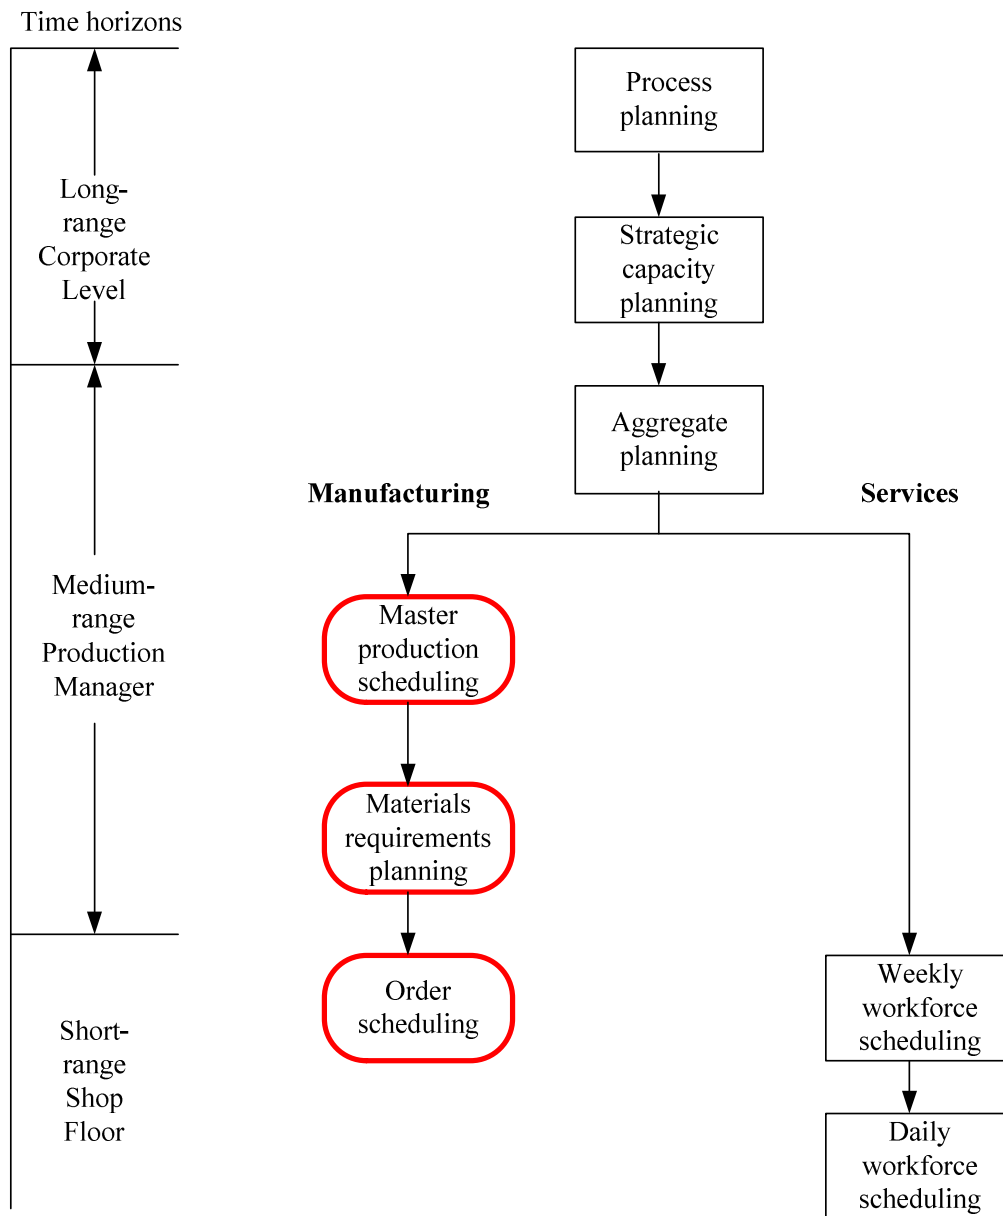 Time horizons
Process
planning
Long-
range
Corporate
Level
Strategic
capacity
planning
Aggregate
planning
Manufacturing
Services
Medium-
range
Production
Manager
Master
production
scheduling
Materials
requirements
planning
Short-
range
Shop
Floor
Order
scheduling
Weekly
workforce
scheduling
Daily
workforce
scheduling